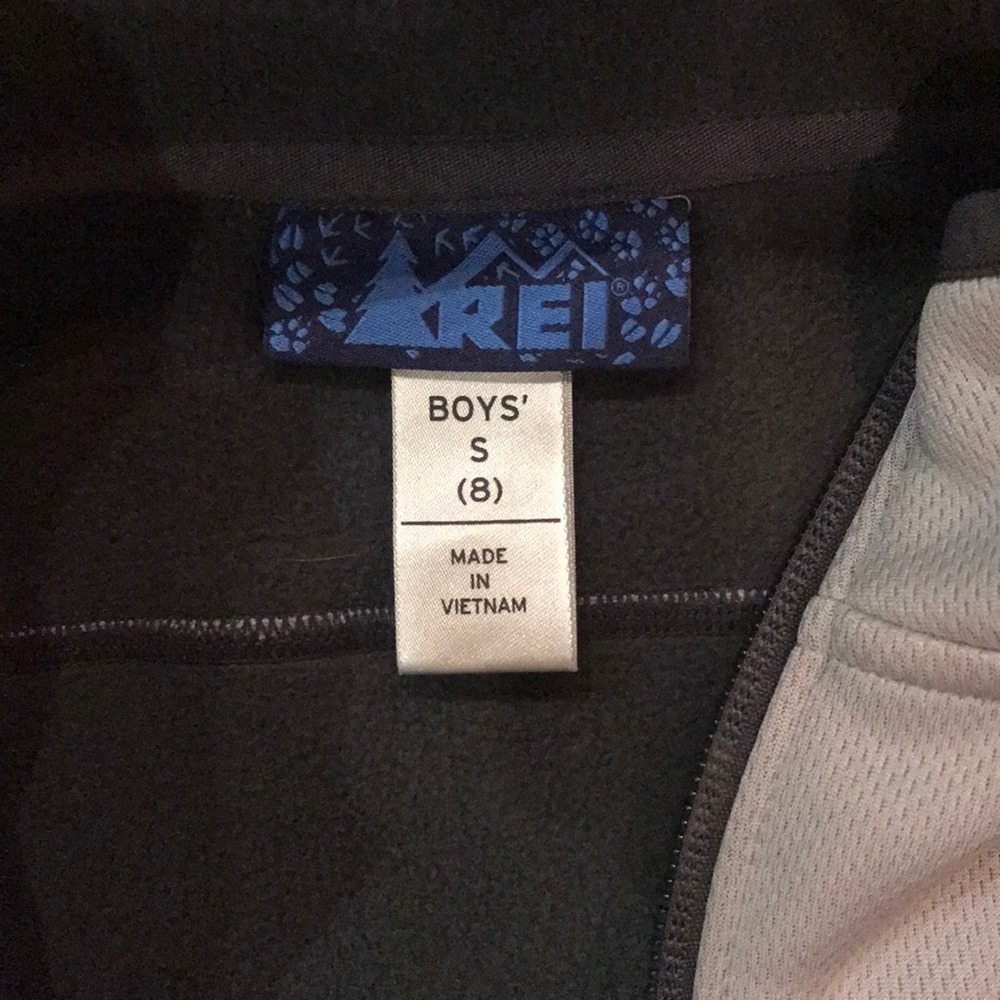 REI®
BOYS'
S
(8)
MADE
IN
VIETNAM